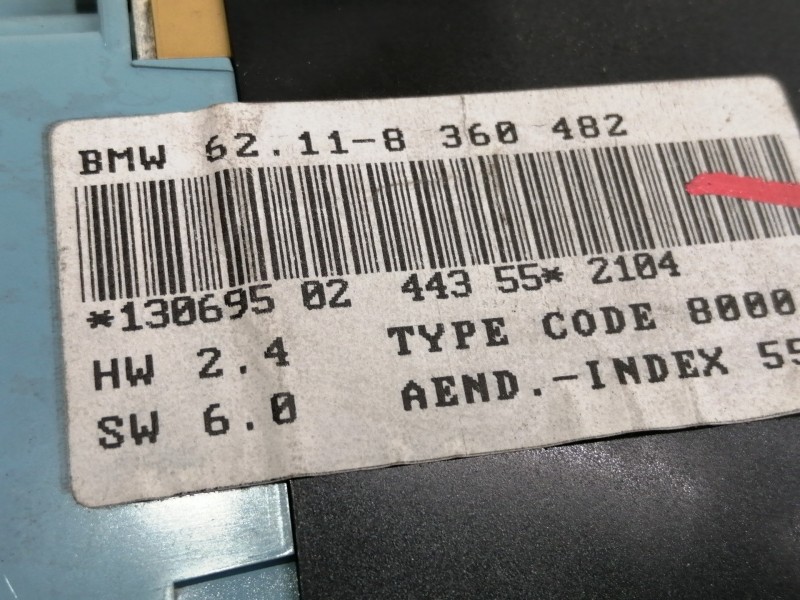 BMW 62.11-8 360 482
*130695 02 443 55* 2104
HW 2.4 TYPE CODE 8000
SW 6.0 AEND.-INDEX 55